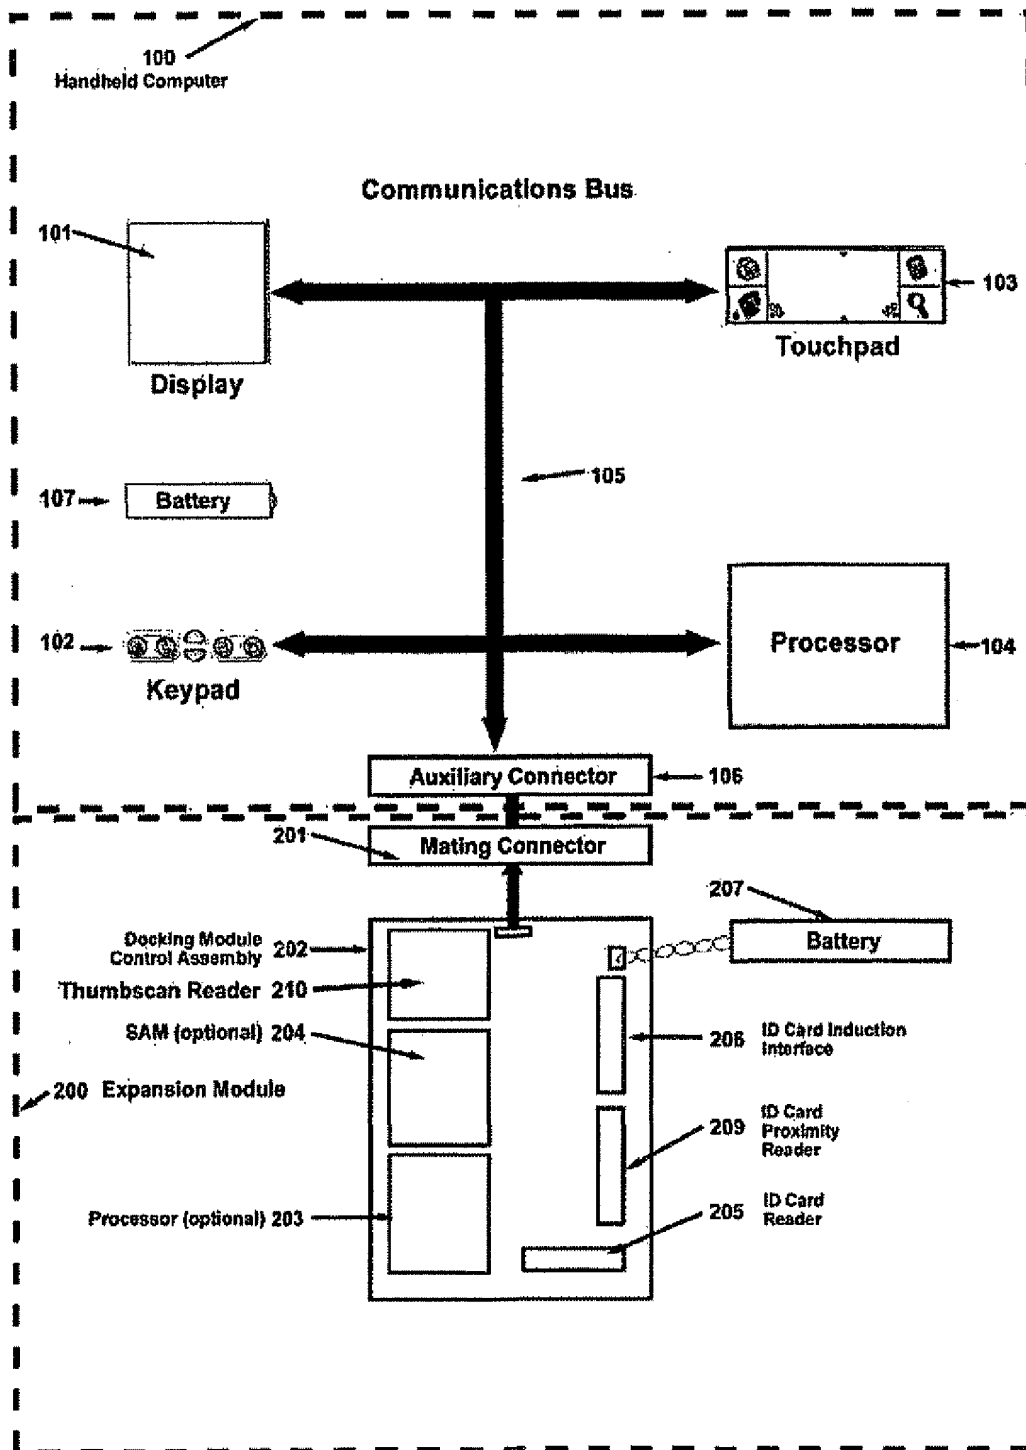 100
Handheld Computer
Communications Bus
101
103
Touchpad
Display
105
107
Battery
102
Processor
104
Keypad
Auxiliary Connector
106
201
Mating Connector
207
Battery
Docking Module
Control Assembly 202
Thumbscan Reader 210
SAM (optional) 204
206 ID Card Induction
Interface
200 Expansion Module
209 ID Card
Proximity
Reader
Processor (optional) 203
205 ID Card
Reader